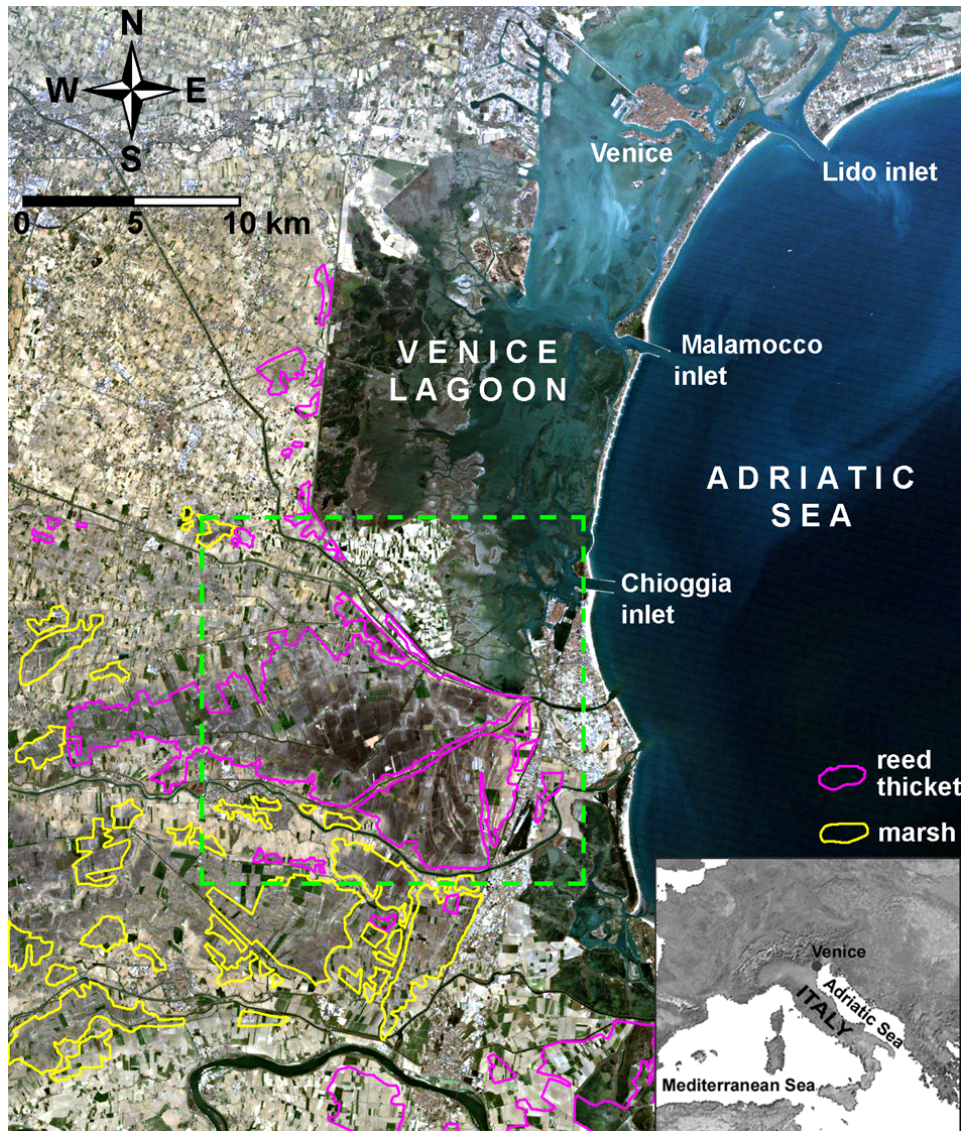 N
W E
S
0 5 10 km
Venice
Lido inlet
VENICE
LAGOON
Malamocco
inlet
ADRIATIC
SEA
Chioggia
inlet
reed
thicket
marsh
Venice
ITALY
Adriatic Sea
Mediterranean Sea